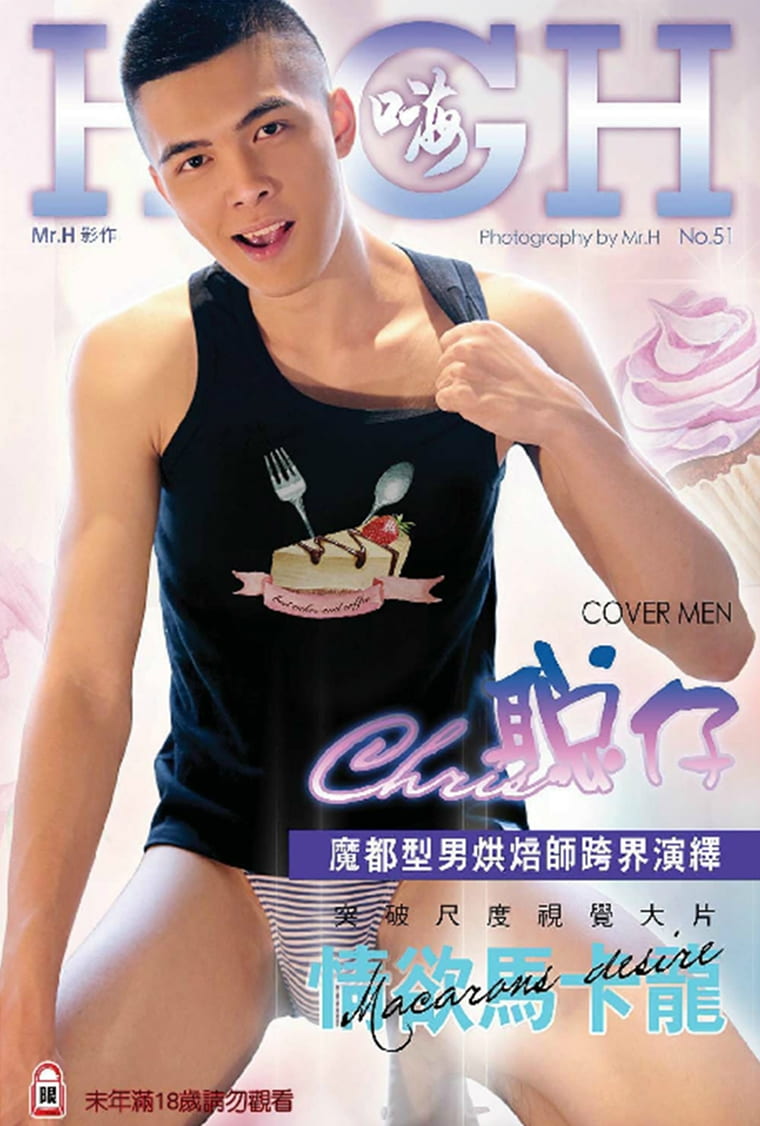 HIGH
嗨
Mr.H 影作
Photography by Mr.H No.51
COVER MEN
Chris 聪仔
魔都型男烘焙師跨界演繹
突破尺度視覺大片
情欲馬卡龍
Macarons desire
限
未年滿18歲請勿觀看